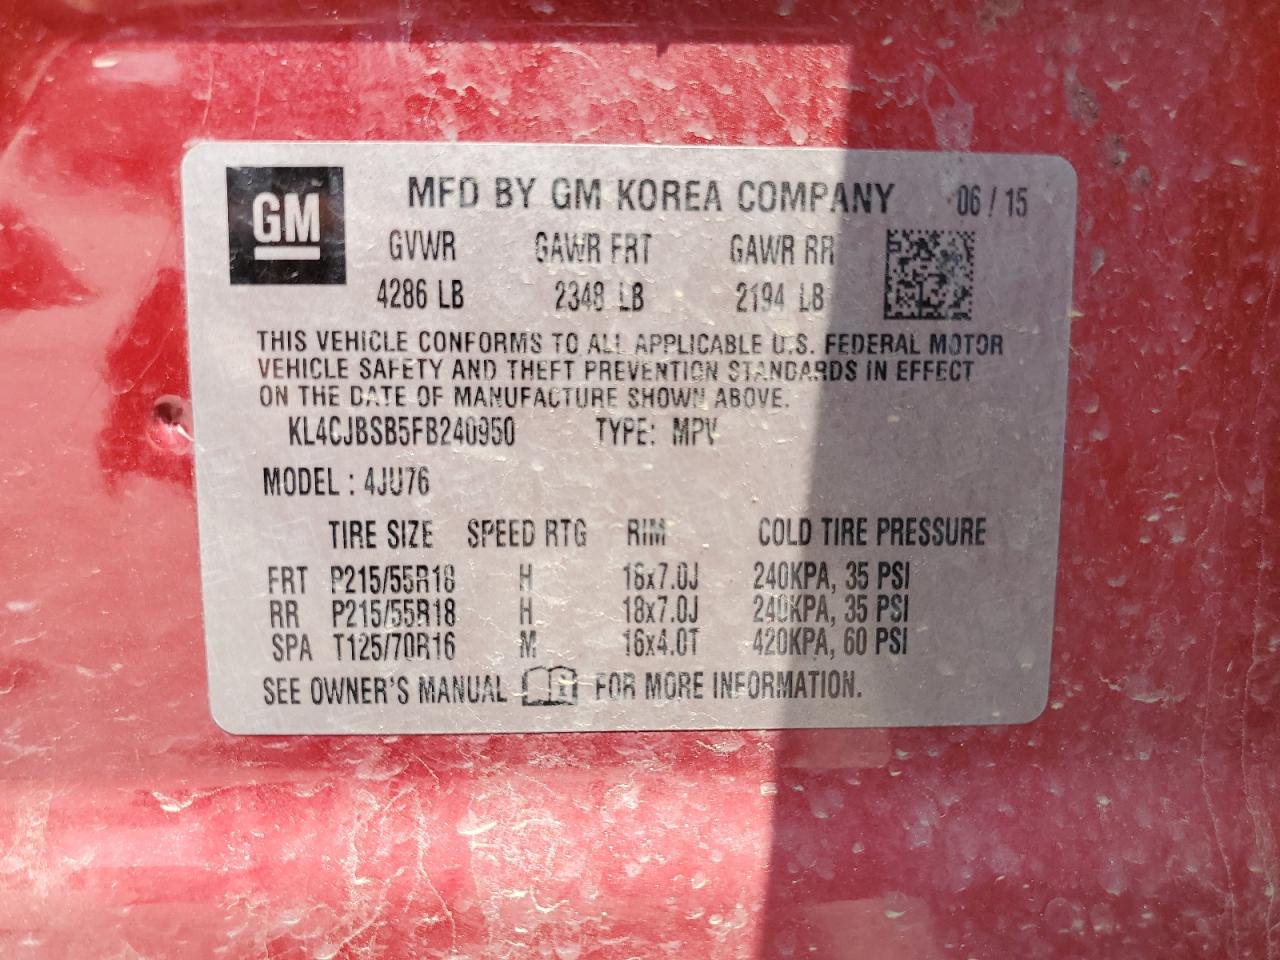 GM
MFD BY GM KOREA COMPANY 06 / 15
GVWR GAWR FRT GAWR RR
4286 LB 2348 LB 2194 LB
THIS VEHICLE CONFORMS TO ALL APPLICABLE U.S. FEDERAL MOTOR
VEHICLE SAFETY AND THEFT PREVENTION STANDARDS IN EFFECT
ON THE DATE OF MANUFACTURE SHOWN ABOVE.
KL4CJBSB5FB240950 TYPE: MPV
MODEL : 4JU76
TIRE SIZE SPEED RTG RIM COLD TIRE PRESSURE
FRT P215/55R18 H 18x7.0J 240KPA, 35 PSI
RR P215/55R18 H 18x7.0J 240KPA, 35 PSI
SPA T125/70R16 M 16x4.0T 420KPA, 60 PSI
SEE OWNER'S MANUAL FOR MORE INFORMATION.